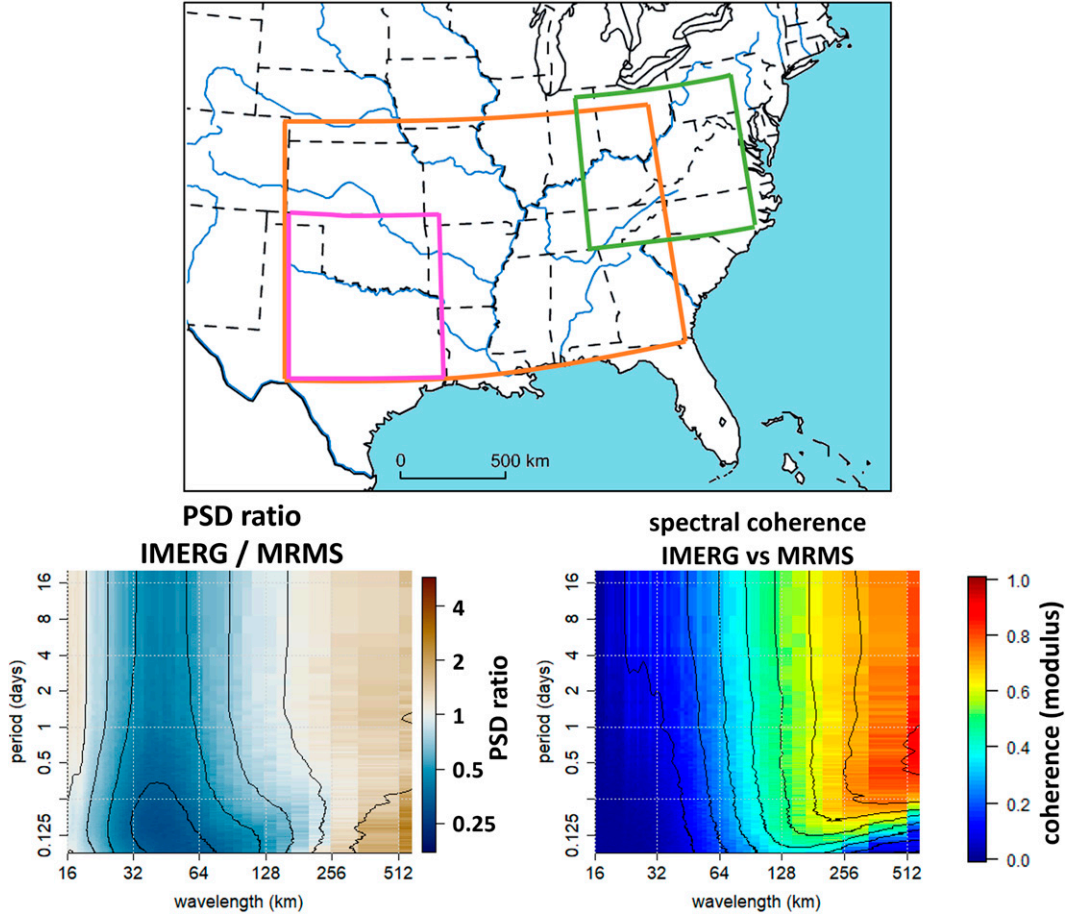 0 500 km
PSD ratio
IMERG / MRMS
spectral coherence
IMERG vs MRMS
period (days)
16
8
4
2
1
0.5
0.125
16 32 64 128 256 512
wavelength (km)
4
2
1
0.5
0.25
PSD ratio
period (days)
16
8
4
2
1
0.5
0.125
16 32 64 128 256 512
wavelength (km)
1.0
0.8
0.6
0.4
0.2
0.0
coherence (modulus)